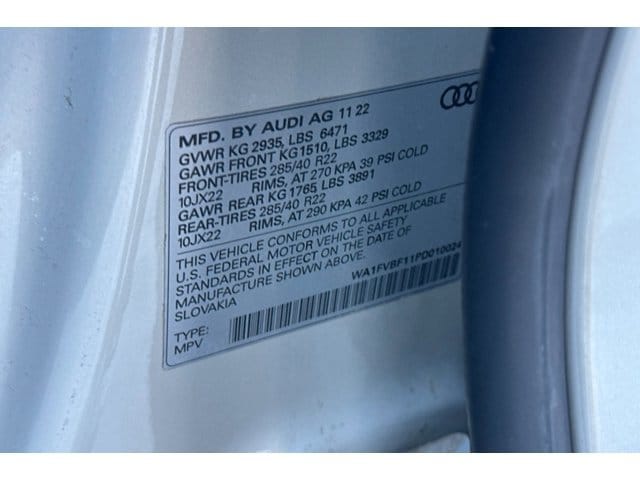 MFD. BY AUDI AG 11 22
GVWR KG 2935, LBS 6471
GAWR FRONT KG1510, LBS 3329
FRONT-TIRES 285/40 R22
10JX22 RIMS, AT 270 KPA 39 PSI COLD
GAWR REAR KG 1765 LBS 3891
REAR-TIRES 285/40 R22
10JX22 RIMS, AT 290 KPA 42 PSI COLD
THIS VEHICLE CONFORMS TO ALL APPLICABLE
U.S. FEDERAL MOTOR VEHICLE SAFETY
STANDARDS IN EFFECT ON THE DATE OF
MANUFACTURE SHOWN ABOVE.
SLOVAKIA
WA1FVBF11PD010024
TYPE:
MPV